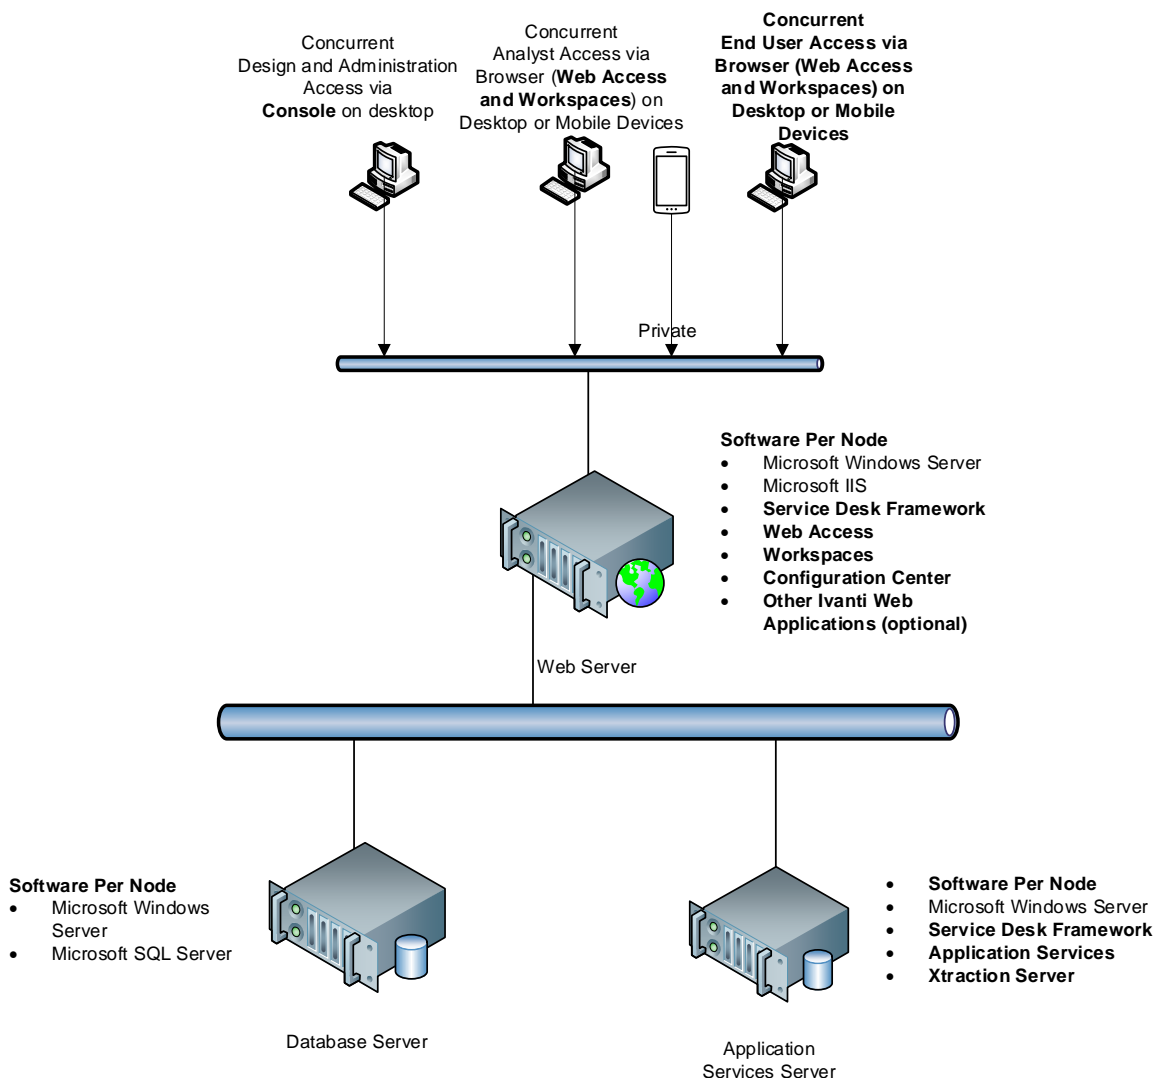 Concurrent
Design and Administration
Access via
Console on desktop
Concurrent
Analyst Access via
Browser (Web Access
and Workspaces) on
Desktop or Mobile Devices
Concurrent
End User Access via
Browser (Web Access
and Workspaces) on
Desktop or Mobile
Devices
Private
Software Per Node
• Microsoft Windows Server
• Microsoft IIS
• Service Desk Framework
• Web Access
• Workspaces
• Configuration Center
• Other Ivanti Web
Applications (optional)
Web Server
Software Per Node
• Microsoft Windows
Server
• Microsoft SQL Server
Database Server
• Software Per Node
• Microsoft Windows Server
• Service Desk Framework
• Application Services
• Xtraction Server
Application
Services Server